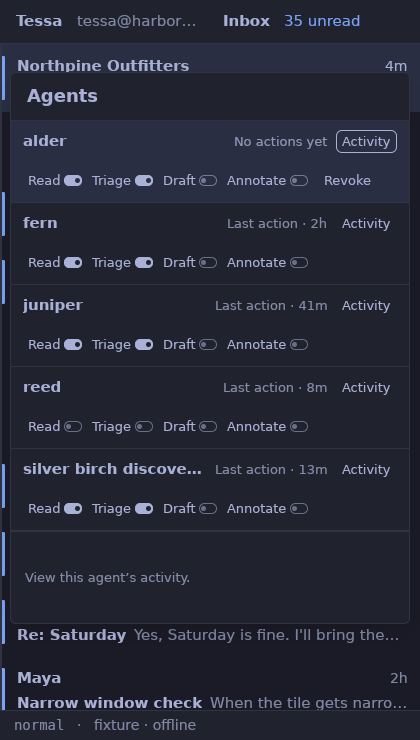 Tessa tessa@harbor… Inbox 35 unread
Northpine Outfitters 4m
Agents
alder No actions yet Activity
Read Triage Draft Annotate Revoke
fern Last action · 2h Activity
Read Triage Draft Annotate
juniper Last action · 41m Activity
Read Triage Draft Annotate
reed Last action · 8m Activity
Read Triage Draft Annotate
silver birch discove… Last action · 13m Activity
Read Triage Draft Annotate
View this agent’s activity.
Re: Saturday Yes, Saturday is fine. I'll bring the…
Maya 2h
Narrow window check When the tile gets narro…
normal · fixture · offline